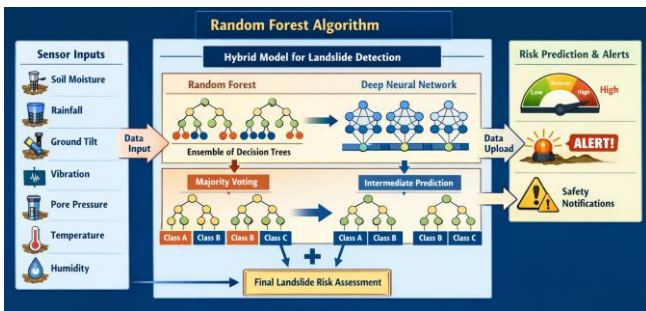 Random Forest Algorithm
Sensor Inputs
Soil Moisture
Rainfall
Ground Tilt
Vibration
Pore Pressure
Temperature
Humidity
Data
Input
Hybrid Model for Landslide Detection
Random Forest
Deep Neural Network
Ensemble of Decision Trees
Majority Voting
Intermediate Prediction
Class A
Class B
Class B
Class C
Class A
Class B
Class B
Class C
+
Final Landslide Risk Assessment
Data
Upload
Risk Prediction & Alerts
Low
High
High
ALERT!
Safety
Notifications